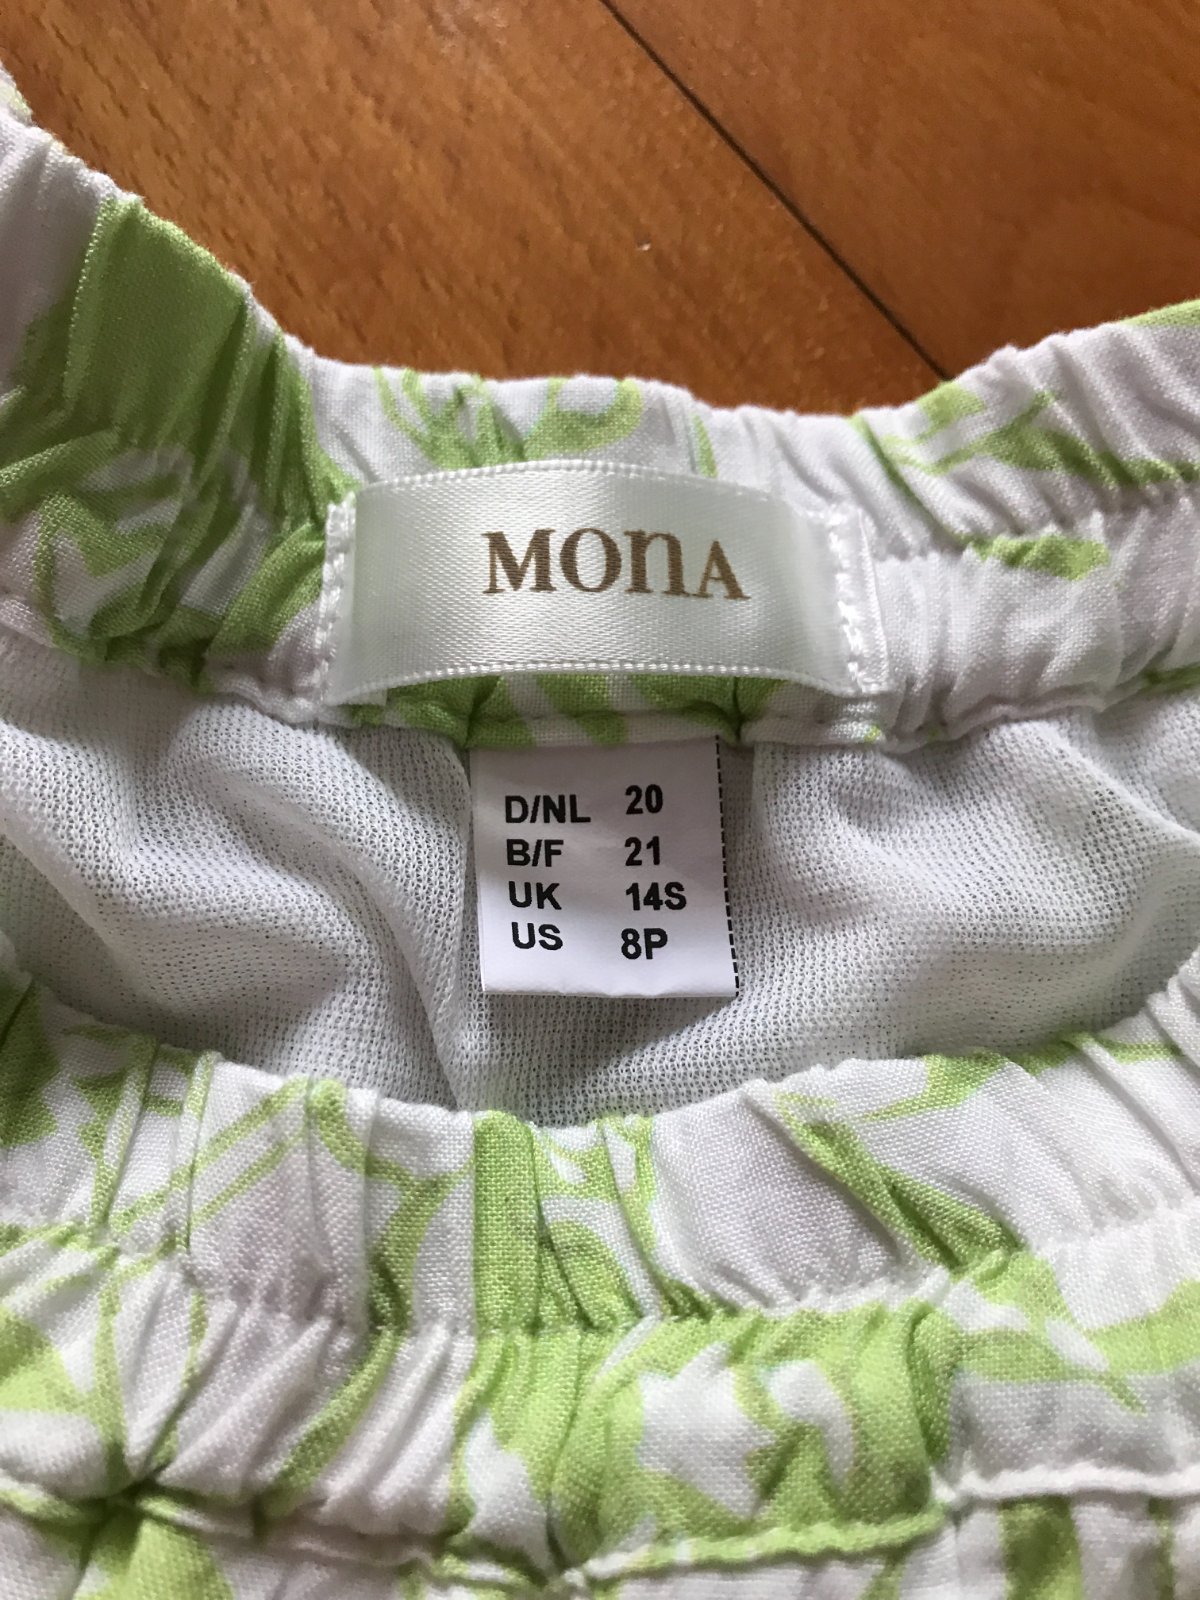 MONA
D/NL 20
B/F 21
UK 14S
US 8P